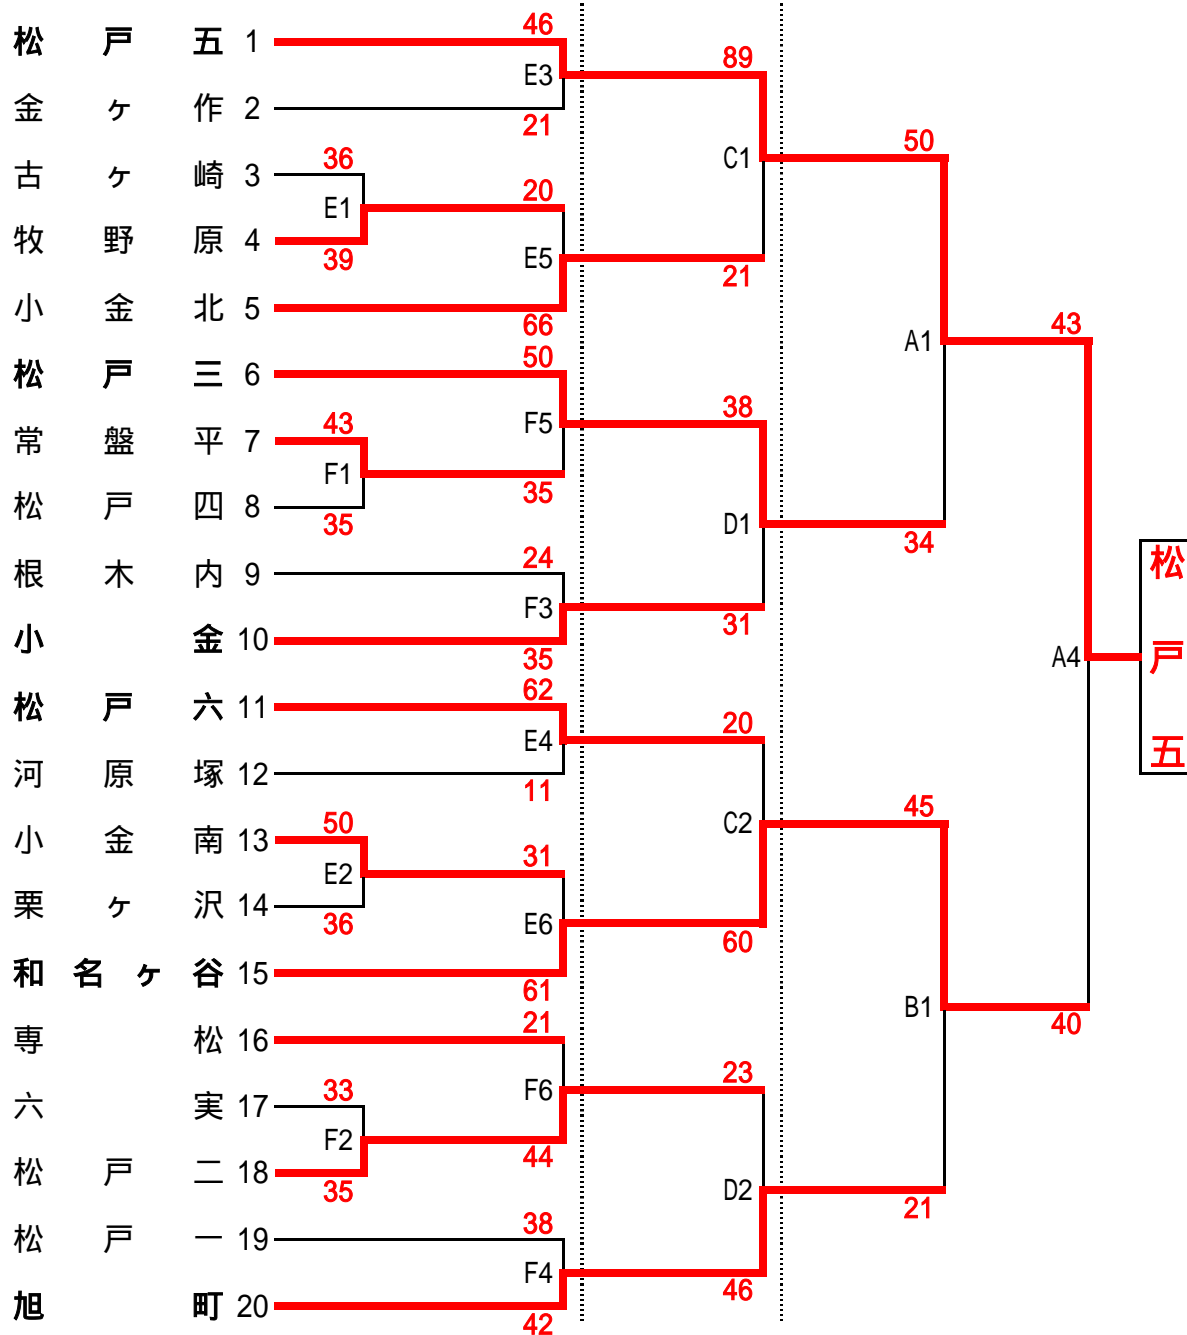 松戸五 1
金ヶ作 2
古ヶ崎 3
牧野原 4
小金北 5
松戸三 6
常盤平 7
松戸四 8
根木内 9
小金 10
松戸六 11
河原塚 12
小金南 13
栗ヶ沢 14
和名ヶ谷 15
専松 16
六実 17
松戸二 18
松戸一 19
旭町 20
36
E1
39
43
F1
35
50
E2
36
33
F2
35
46
E3
21
20
E5
66
50
F5
35
24
F3
35
62
E4
11
31
E6
61
21
F6
44
38
F4
42
89
C1
21
38
D1
31
20
C2
60
23
D2
46
50
A1
34
45
B1
21
43
A4
40
松戸五